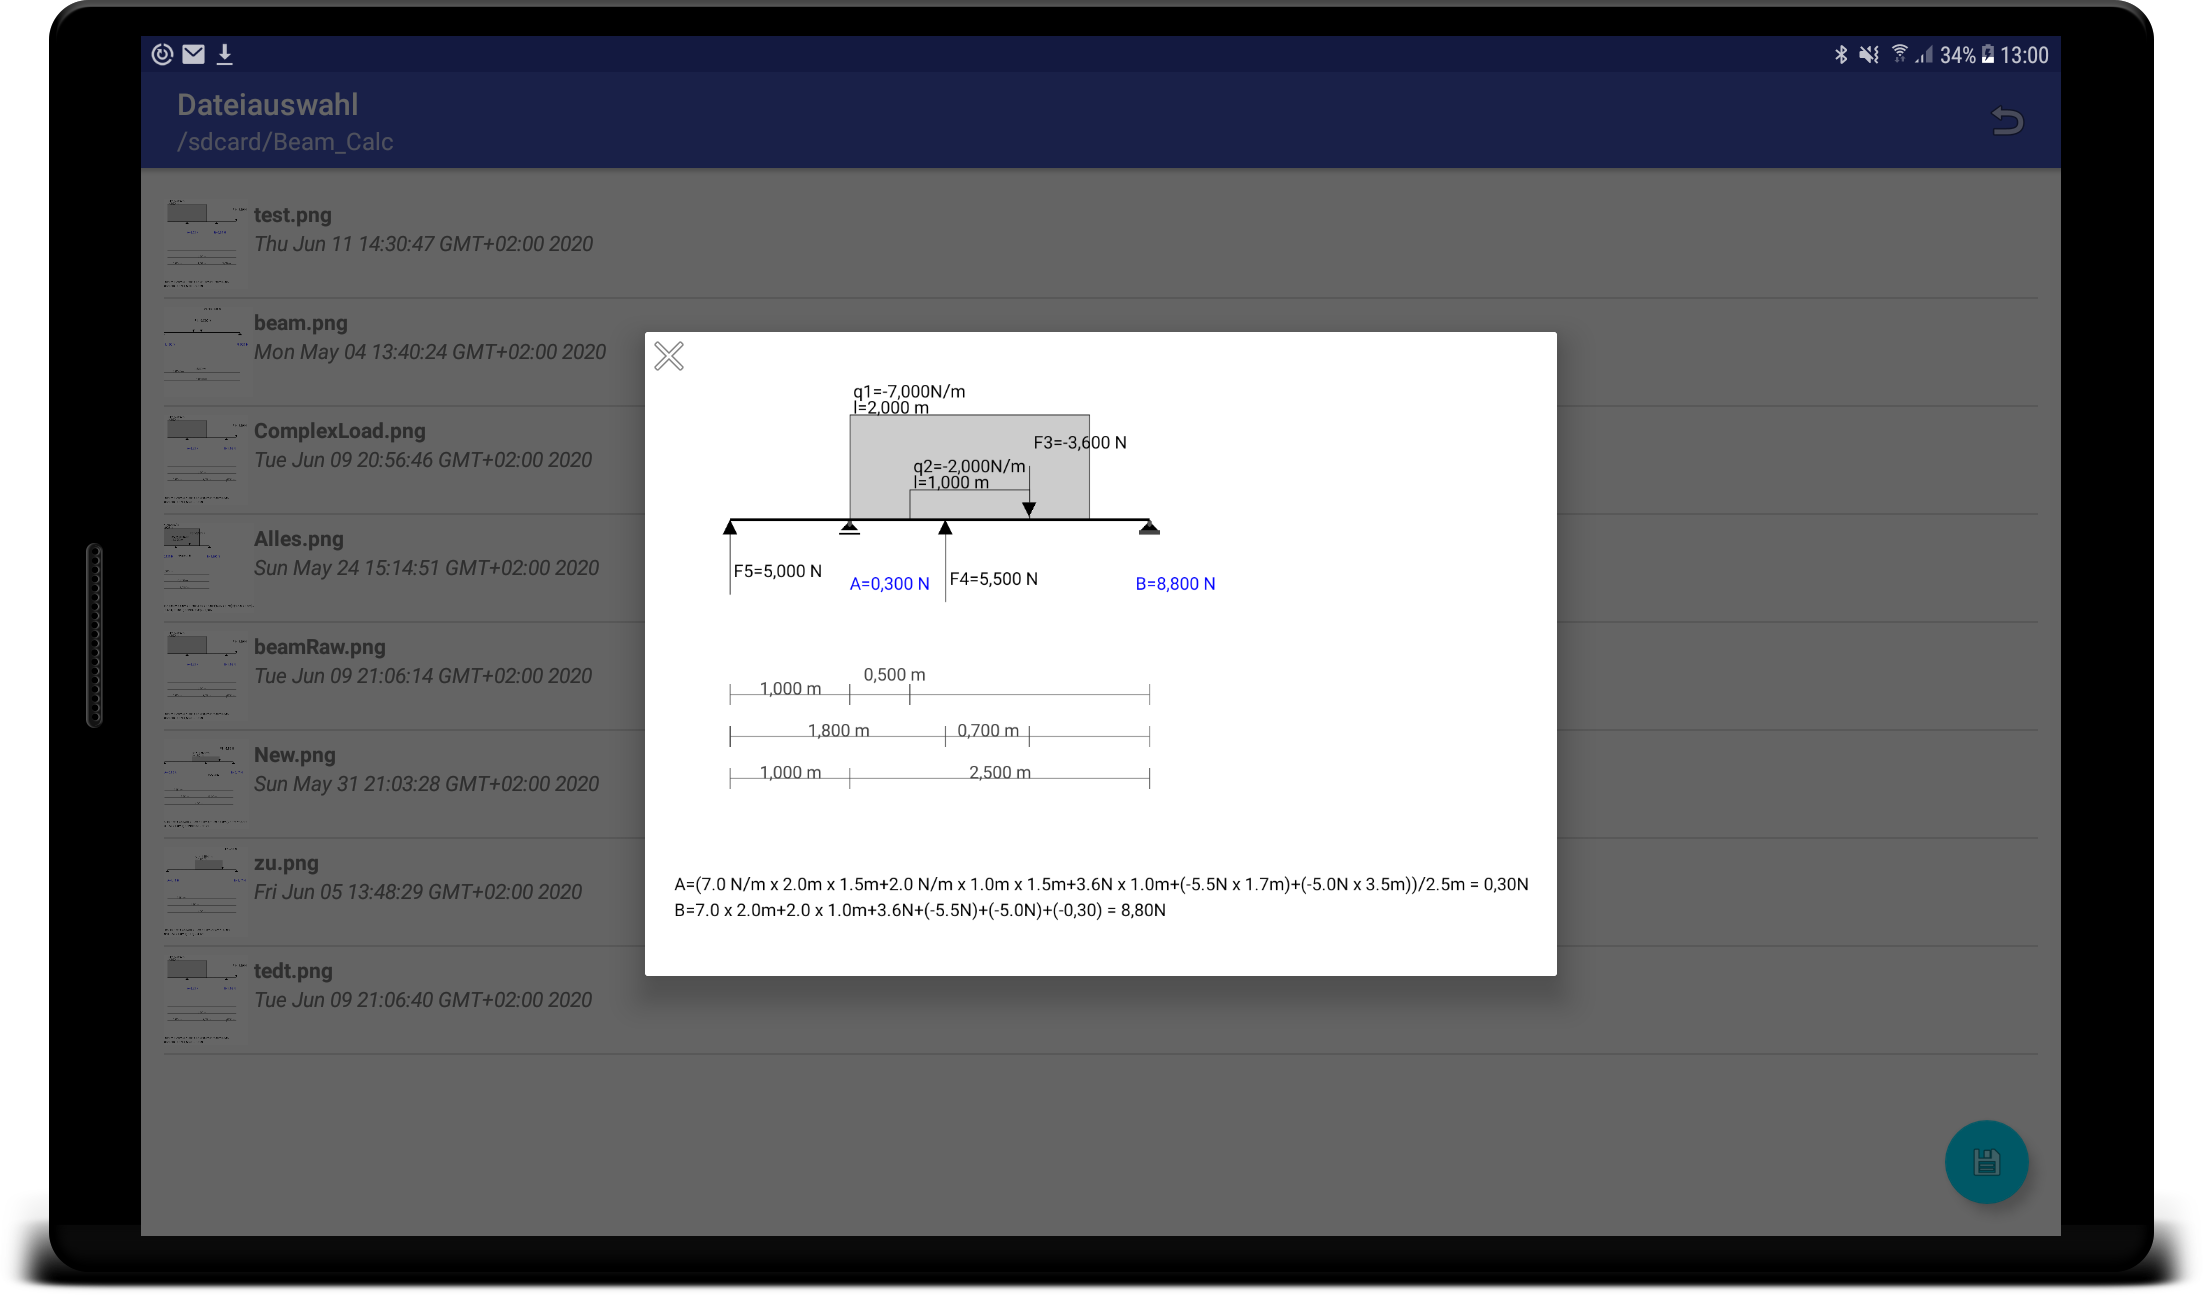 34% 13:00
Dateiauswahl
/sdcard/Beam_Calc
test.png
Thu Jun 11 14:30:47 GMT+02:00 2020
beam.png
Mon May 04 13:40:24 GMT+02:00 2020
ComplexLoad.png
Tue Jun 09 20:56:46 GMT+02:00 2020
Alles.png
Sun May 24 15:14:51 GMT+02:00 2020
beamRaw.png
Tue Jun 09 21:06:14 GMT+02:00 2020
New.png
Sun May 31 21:03:28 GMT+02:00 2020
zu.png
Fri Jun 05 13:48:29 GMT+02:00 2020
tedt.png
Tue Jun 09 21:06:40 GMT+02:00 2020
q1=-7,000N/m
l=2,000 m
F3=-3,600 N
q2=-2,000N/m
l=1,000 m
F5=5,000 N
A=0,300 N
F4=5,500 N
B=8,800 N
0,500 m
1,000 m
1,800 m
0,700 m
1,000 m
2,500 m
A=(7.0 N/m x 2.0m x 1.5m+2.0 N/m x 1.0m x 1.5m+3.6N x 1.0m+(-5.5N x 1.7m)+(-5.0N x 3.5m))/2.5m = 0,30N
B=7.0 x 2.0m+2.0 x 1.0m+3.6N+(-5.5N)+(-5.0N)+(-0,30) = 8,80N